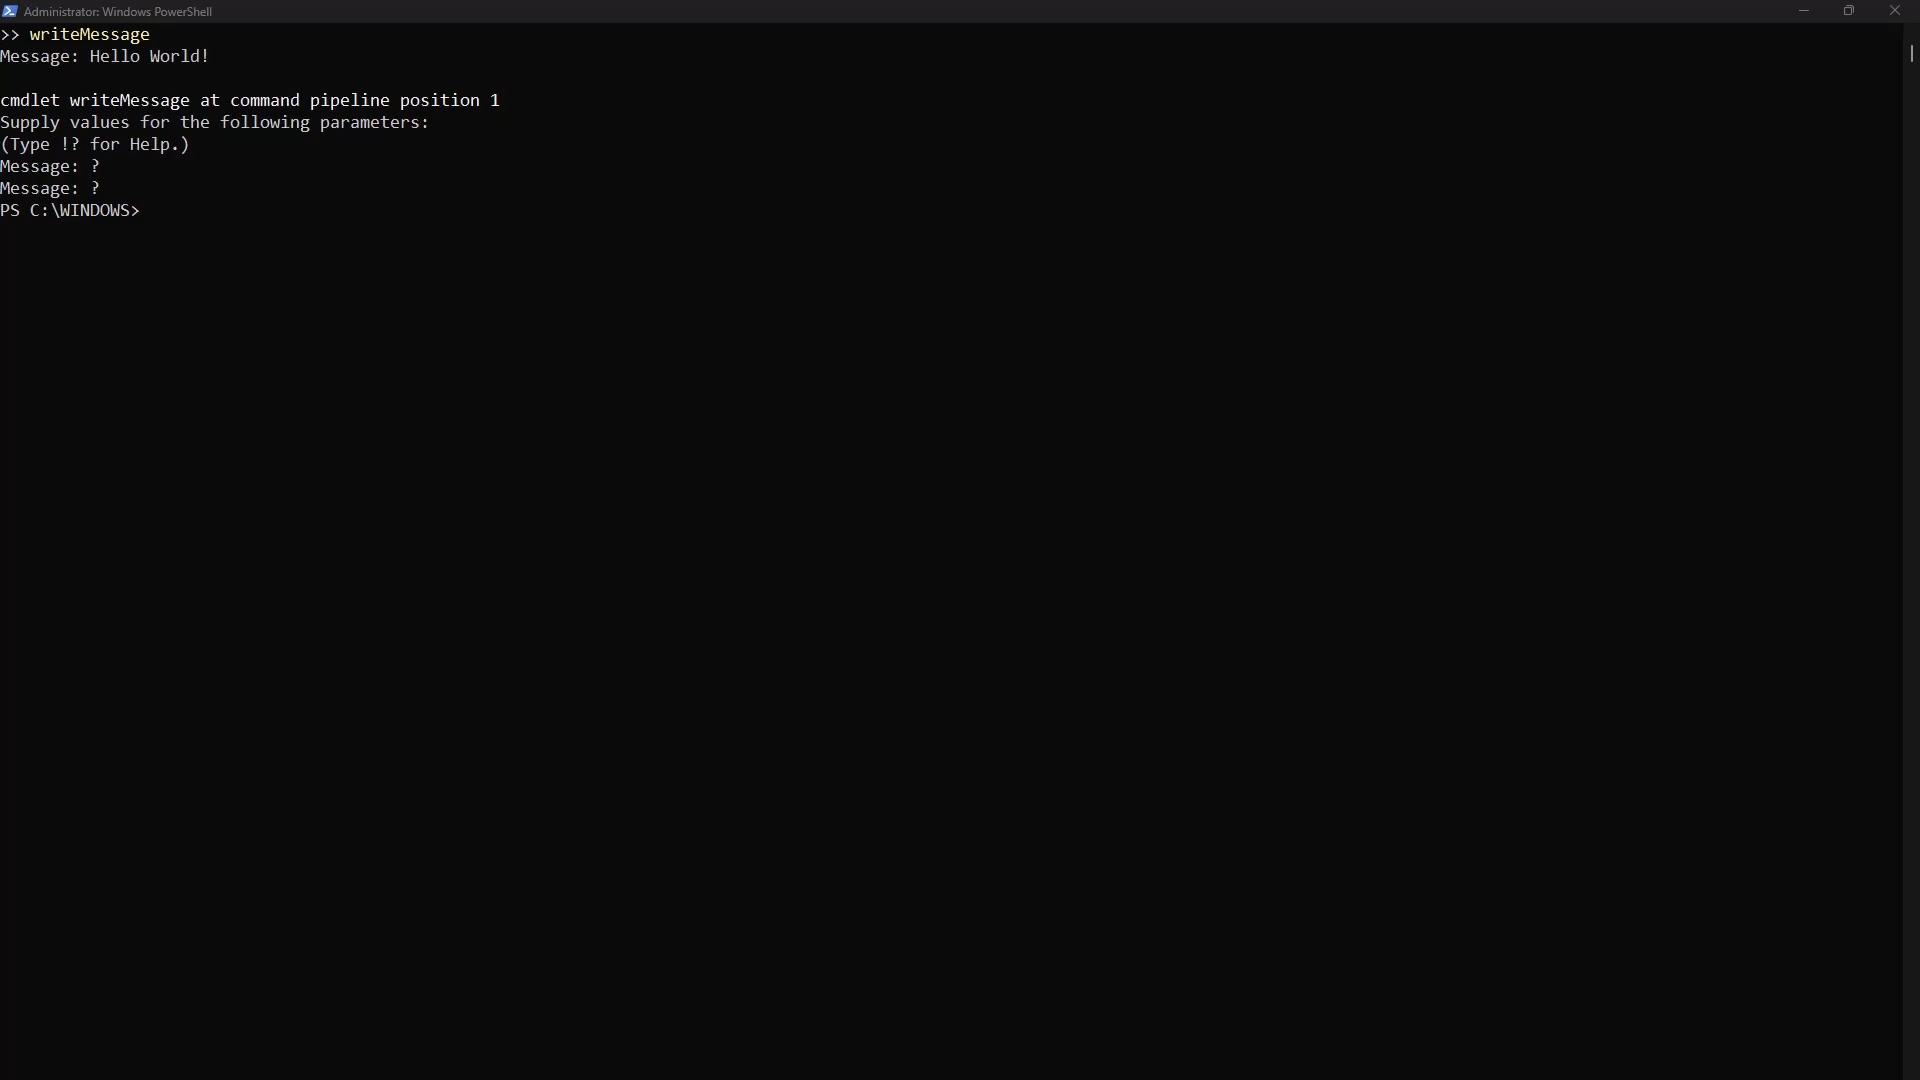 Administrator: Windows PowerShell
>> writeMessage
Message: Hello World!
cmdlet writeMessage at command pipeline position 1
Supply values for the following parameters:
(Type !? for Help.)
Message: ?
Message: ?
PS C:\WINDOWS>